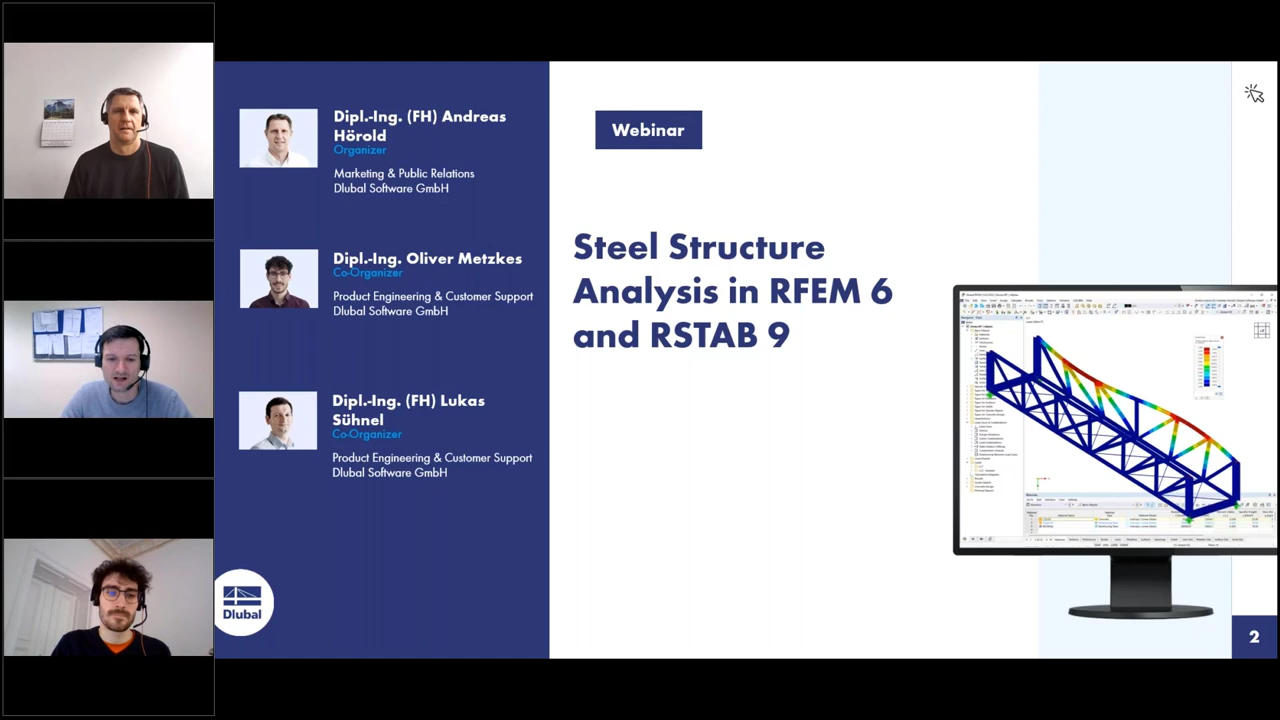 Dipl.-Ing. (FH) Andreas
Hörold
Organizer
Marketing & Public Relations
Dlubal Software GmbH
Dipl.-Ing. Oliver Metzkes
Co-Organizer
Product Engineering & Customer Support
Dlubal Software GmbH
Dipl.-Ing. (FH) Lukas
Sühnel
Co-Organizer
Product Engineering & Customer Support
Dlubal Software GmbH
Dlubal
Webinar
Steel Structure
Analysis in RFEM 6
and RSTAB 9
2